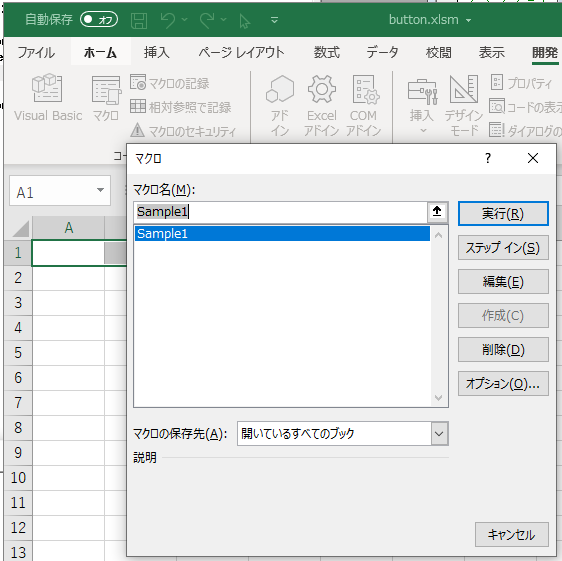 自動保存 オフ button.xlsm
ファイル ホーム 挿入 ページ レイアウト 数式 データ 校閲 表示 開発
Visual Basic マクロ マクロの記録 相対参照で記録 マクロのセキュリティ
アド
イン
Excel
アドイン
COM
アドイン
挿入 デザイン
モード
プロパティ
コードの表示
ダイアログの
A1
A
1
2
3
4
5
6
7
8
9
10
11
12
13
マクロ ?
マクロ名(M):
Sample1
Sample1
実行(R)
ステップ イン(S)
編集(E)
作成(C)
削除(D)
オプション(O)...
マクロの保存先(A): 開いているすべてのブック
説明
キャンセル